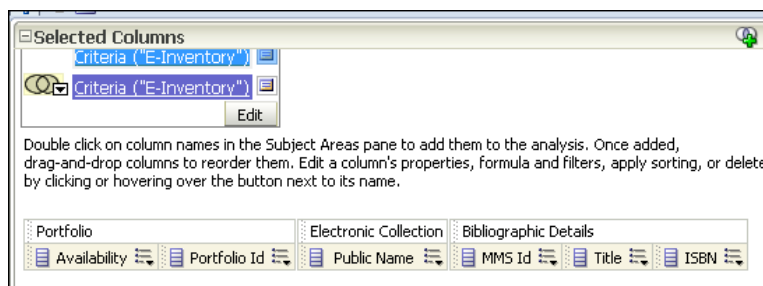 Selected Columns
Criteria ("E-Inventory")
Criteria ("E-Inventory")
Edit
Double click on column names in the Subject Areas pane to add them to the analysis. Once added,
drag-and-drop columns to reorder them. Edit a column's properties, formula and filters, apply sorting, or delete
by clicking or hovering over the button next to its name.
Portfolio Electronic Collection Bibliographic Details
Availability Portfolio Id Public Name MMS Id Title ISBN